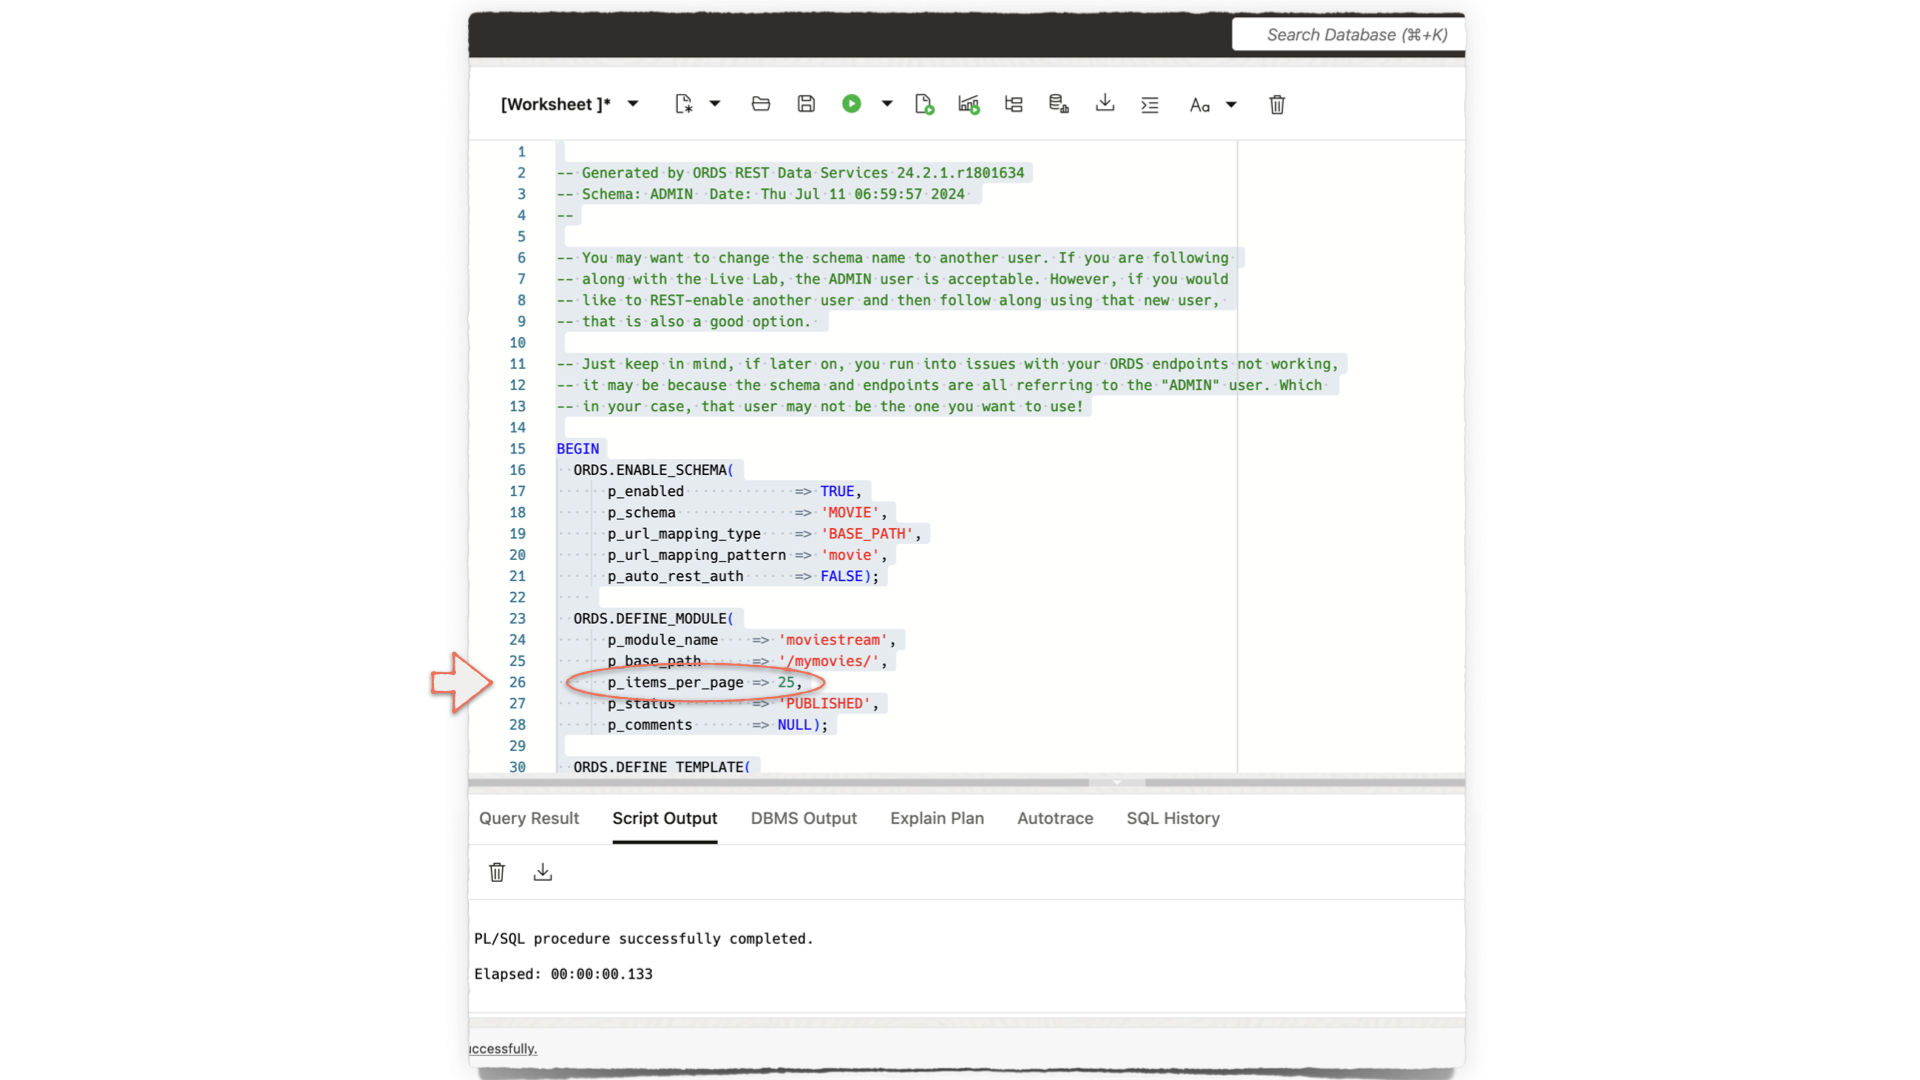 Search Database (⌘+K)
[Worksheet ]*
Aa
1
2 -- Generated by ORDS REST Data Services 24.2.1.r1801634
3 -- Schema: ADMIN  Date: Thu Jul 11 06:59:57 2024
4 --
5
6 -- You may want to change the schema name to another user. If you are following
7 -- along with the Live Lab, the ADMIN user is acceptable. However, if you would
8 -- like to REST-enable another user and then follow along using that new user,
9 -- that is also a good option.
10
11 -- Just keep in mind, if later on, you run into issues with your ORDS endpoints not working,
12 -- it may be because the schema and endpoints are all referring to the "ADMIN" user. Which
13 -- in your case, that user may not be the one you want to use!
14
15 BEGIN
16 ORDS.ENABLE_SCHEMA(
17 p_enabled => TRUE,
18 p_schema => 'MOVIE',
19 p_url_mapping_type => 'BASE_PATH',
20 p_url_mapping_pattern => 'movie',
21 p_auto_rest_auth => FALSE);
22
23 ORDS.DEFINE_MODULE(
24 p_module_name => 'moviestream',
25 p_base_path => '/mymovies/',
26 p_items_per_page => 25,
27 p_status => 'PUBLISHED',
28 p_comments => NULL);
29
30 ORDS.DEFINE_TEMPLATE(
Query Result Script Output DBMS Output Explain Plan Autotrace SQL History
PL/SQL procedure successfully completed.
Elapsed: 00:00:00.133
uccessfully.